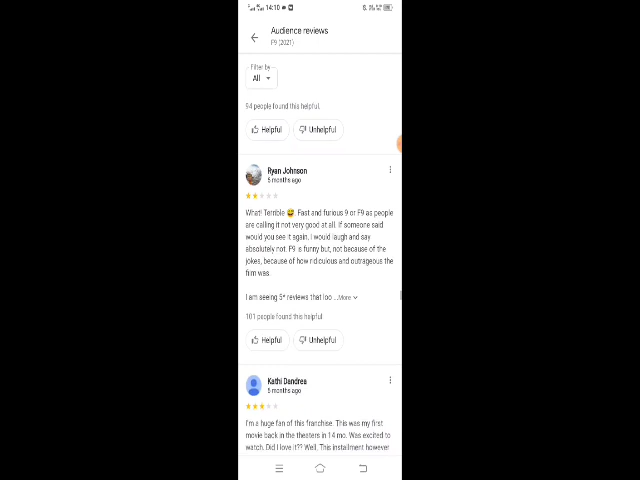 14:10
Audience reviews
F9 (2021)
Filter by
All
94 people found this helpful.
Helpful
Unhelpful
Ryan Johnson
5 months ago
What! Terrible 😅. Fast and furious 9 or F9 as people
are calling it not very good at all. If someone said
would you see it again, I would laugh and say
absolutely not. F9 is funny but, not because of the
jokes, because of how ridiculous and outrageous the
film was
I am seeing 5* reviews that loo ...More
101 people found this helpful
Helpful
Unhelpful
Kathi Dandrea
5 months ago
I'm a huge fan of this franchise. This was my first
movie back in the theaters in 14 mo. Was excited to
watch. Did I love it?? Well, This installment however